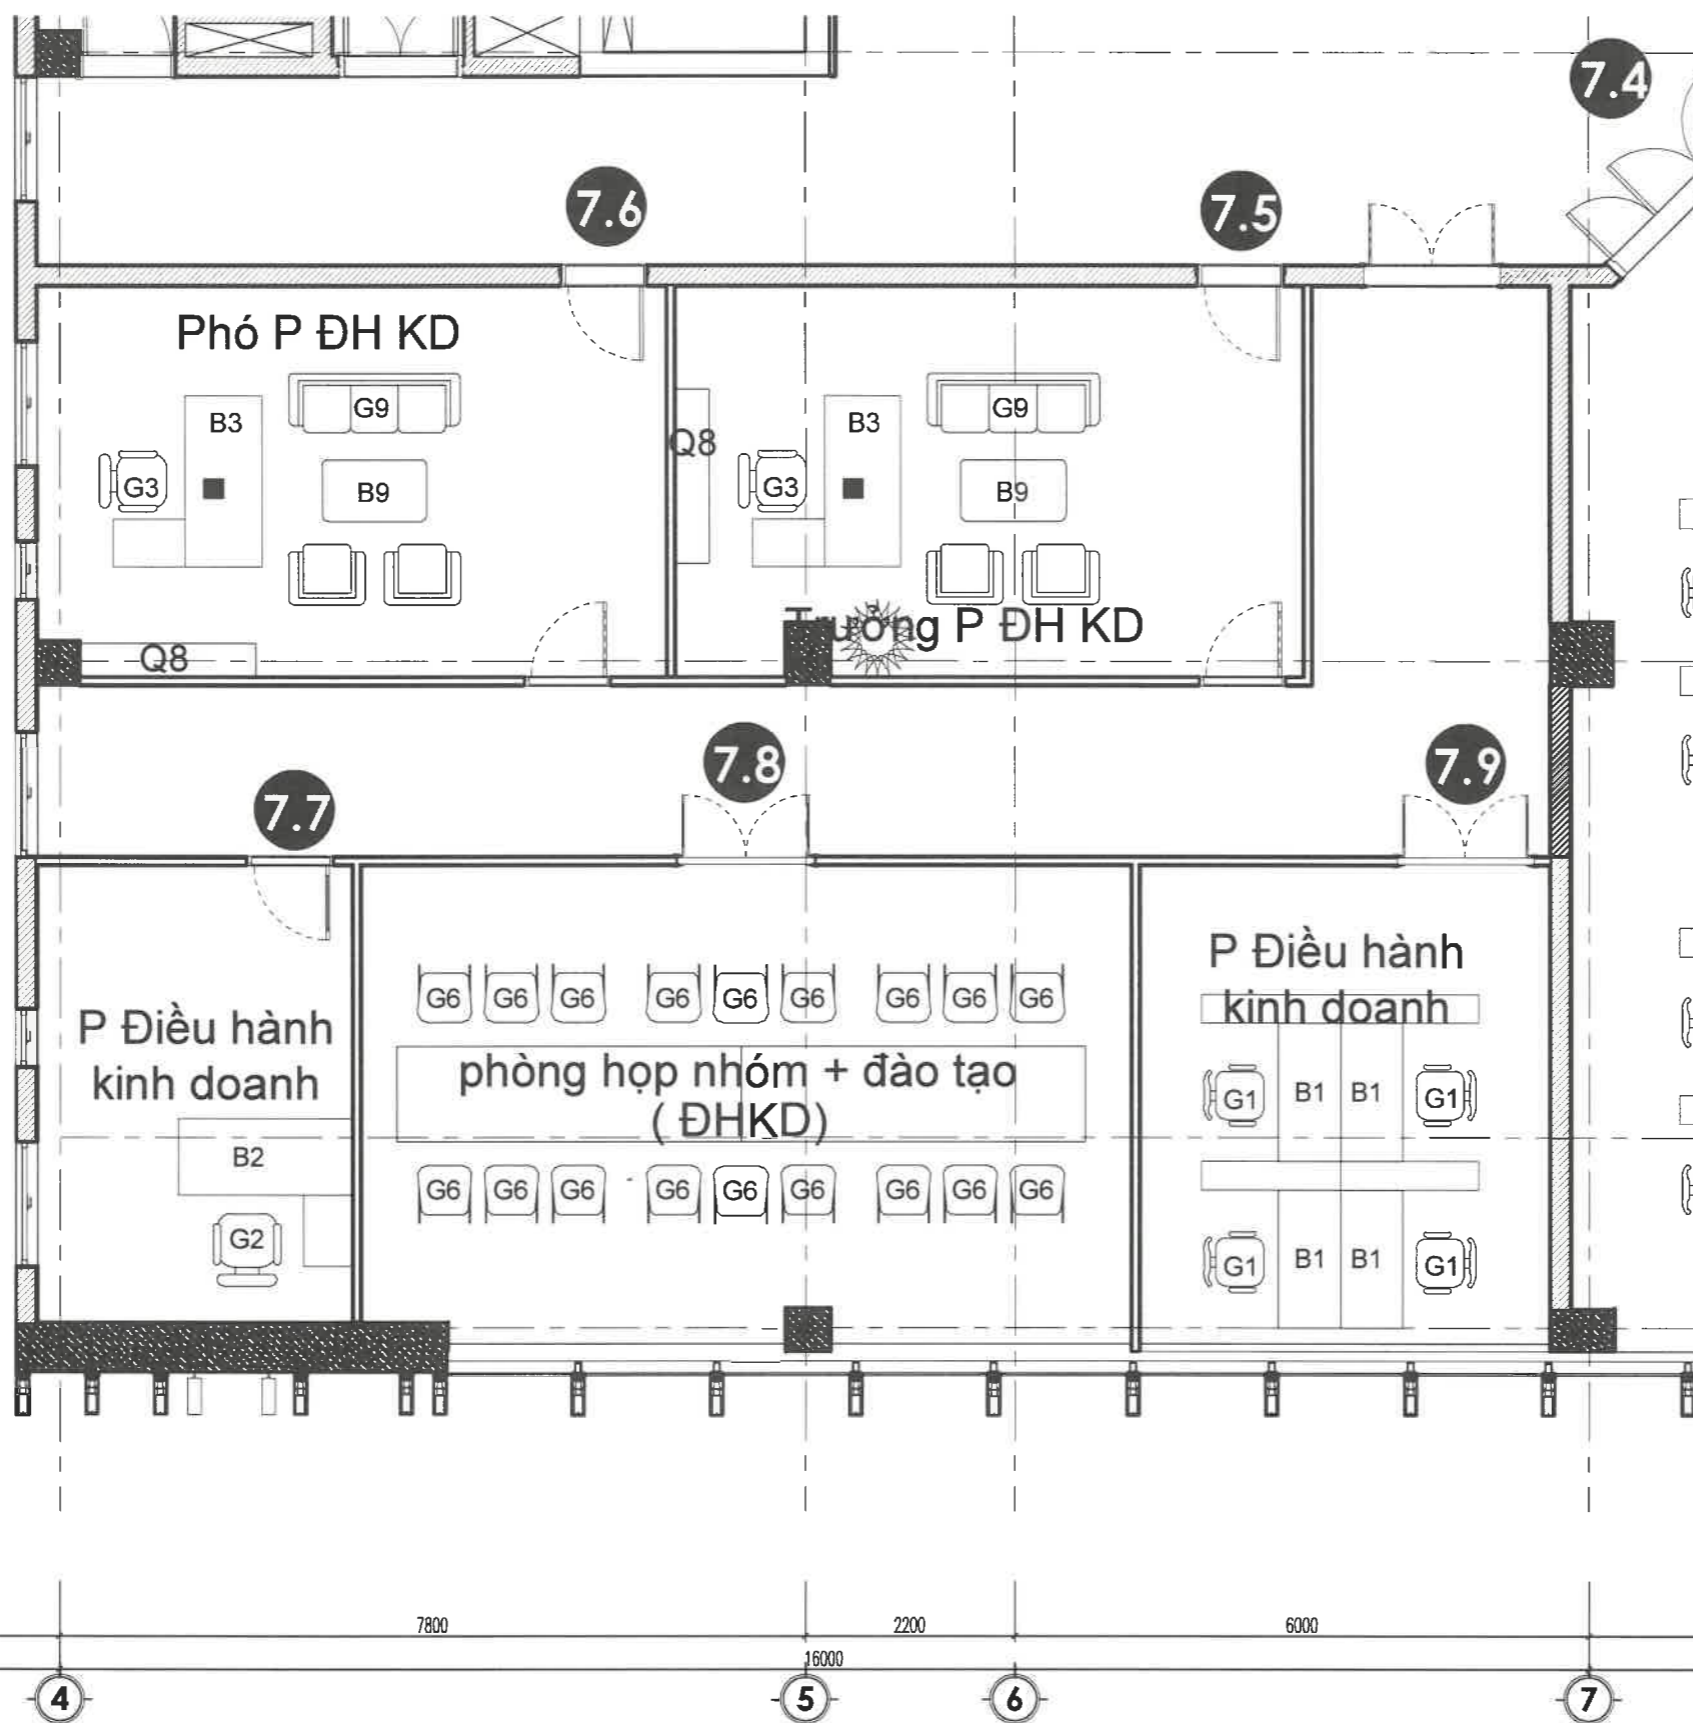 7.4
7.6
7.5
Phó P ĐH KD
B3
G9
G3
B9
Q8
Q8
B3
G9
G3
B9
Trưởng P ĐH KD
7.7
7.8
7.9
P Điều hành
kinh doanh
B2
G2
G6 G6 G6 G6 G6 G6 G6 G6 G6
phòng họp nhóm + đào tạo
( ĐHKD)
G6 G6 G6 G6 G6 G6 G6 G6 G6
P Điều hành
kinh doanh
G1 B1 B1 G1
G1 B1 B1 G1
7800 2200 6000
16000
4 5 6 7